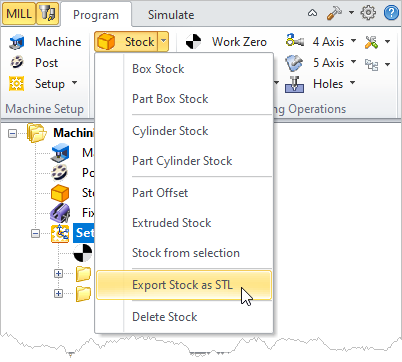 MILL Program Simulate
Machine Stock Work Zero 4 Axis
Post 5 Axis
Setup Holes
Machine Setup ng Operations
Box Stock
Part Box Stock
Cylinder Stock
Part Cylinder Stock
Part Offset
Extruded Stock
Stock from selection
Export Stock as STL
Delete Stock
Machin
Ma
Po
Sto
Fix
Set